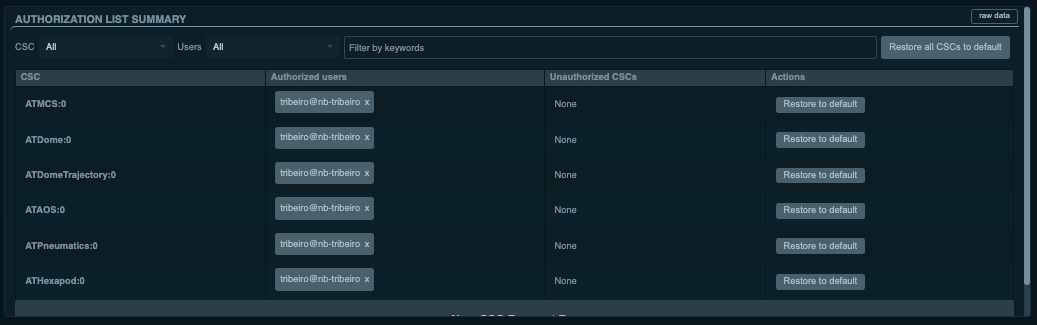 AUTHORIZATION LIST SUMMARY raw data
CSC All Users All Filter by keywords Restore all CSCs to default
CSC Authorized users Unauthorized CSCs Actions
ATMCS:0 tribeiro@nb-tribeiro x None Restore to default
ATDome:0 tribeiro@nb-tribeiro x None Restore to default
ATDomeTrajectory:0 tribeiro@nb-tribeiro x None Restore to default
ATAOS:0 tribeiro@nb-tribeiro x None Restore to default
ATPneumatics:0 tribeiro@nb-tribeiro x None Restore to default
ATHexapod:0 tribeiro@nb-tribeiro x None Restore to default